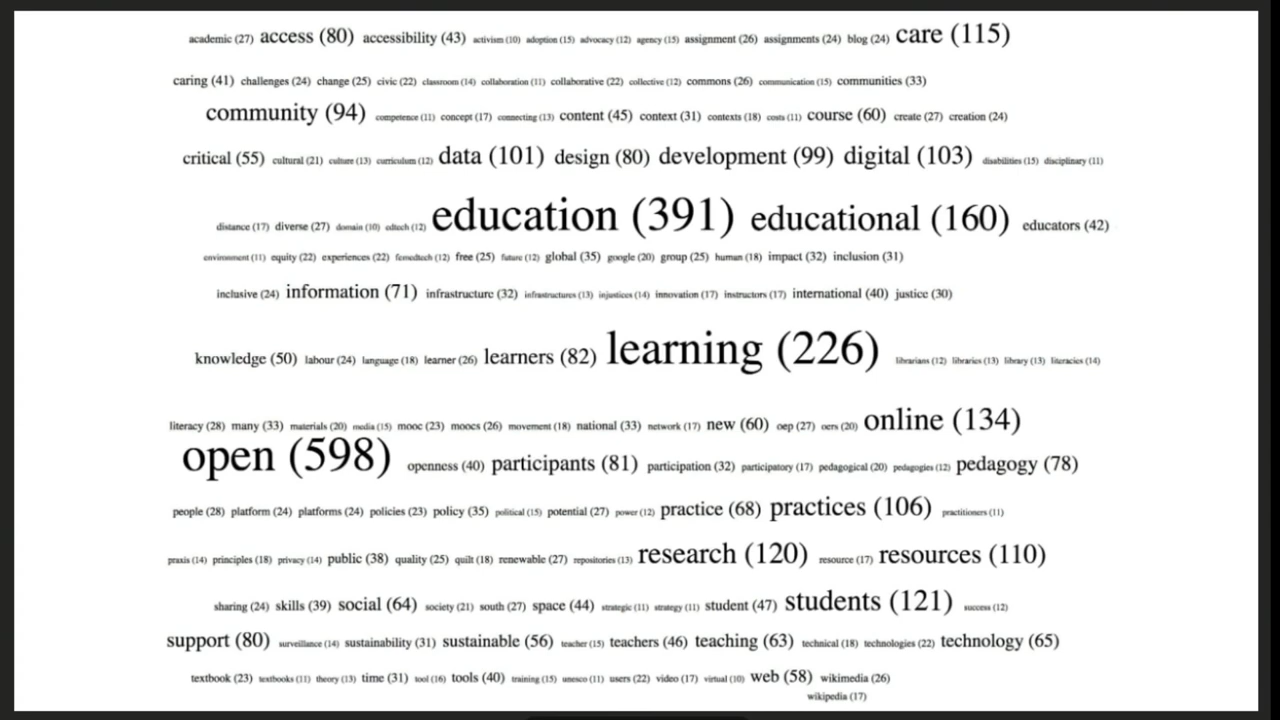 academic (27) access (80) accessibility (43) activism (10) adoption (15) advocacy (12) agency (15) assignment (26) assignments (24) blog (24) care (115)
caring (41) challenges (24) change (25) civic (22) classroom (14) collaboration (11) collaborative (22) collective (12) commons (26) communication (15) communities (33)
community (94) competence (11) concept (17) connecting (13) content (45) context (31) contexts (18) costs (11) course (60) create (27) creation (24)
critical (55) cultural (21) culture (13) curriculum (12) data (101) design (80) development (99) digital (103) disabilities (15) disciplinary (11)
distance (17) diverse (27) domain (10) edtech (12) education (391) educational (160) educators (42)
environment (11) equity (22) experiences (22) femedtech (12) free (25) future (12) global (35) google (20) group (25) human (18) impact (32) inclusion (31)
inclusive (24) information (71) infrastructure (32) infrastructures (13) injustices (14) innovation (17) instructors (17) international (40) justice (30)
knowledge (50) labour (24) language (18) learner (26) learners (82) learning (226) librarians (12) libraries (13) library (13) literacies (14)
literacy (28) many (33) materials (20) media (15) mooc (23) moocs (26) movement (18) national (33) network (17) new (60) oep (27) oers (20) online (134)
open (598) openness (40) participants (81) participation (32) participatory (17) pedagogical (20) pedagogies (12) pedagogy (78)
people (28) platform (24) platforms (24) policies (23) policy (35) political (15) potential (27) power (12) practice (68) practices (106) practitioners (11)
praxis (14) principles (18) privacy (14) public (38) quality (25) quilt (18) renewable (27) repositories (13) research (120) resource (17) resources (110)
sharing (24) skills (39) social (64) society (21) south (27) space (44) strategic (11) strategy (11) student (47) students (121) success (12)
support (80) surveillance (14) sustainability (31) sustainable (56) teacher (15) teachers (46) teaching (63) technical (18) technologies (22) technology (65)
textbook (23) textbooks (11) theory (13) time (31) tool (16) tools (40) training (15) unesco (11) users (22) video (17) virtual (10) web (58) wikimedia (26)
wikipedia (17)